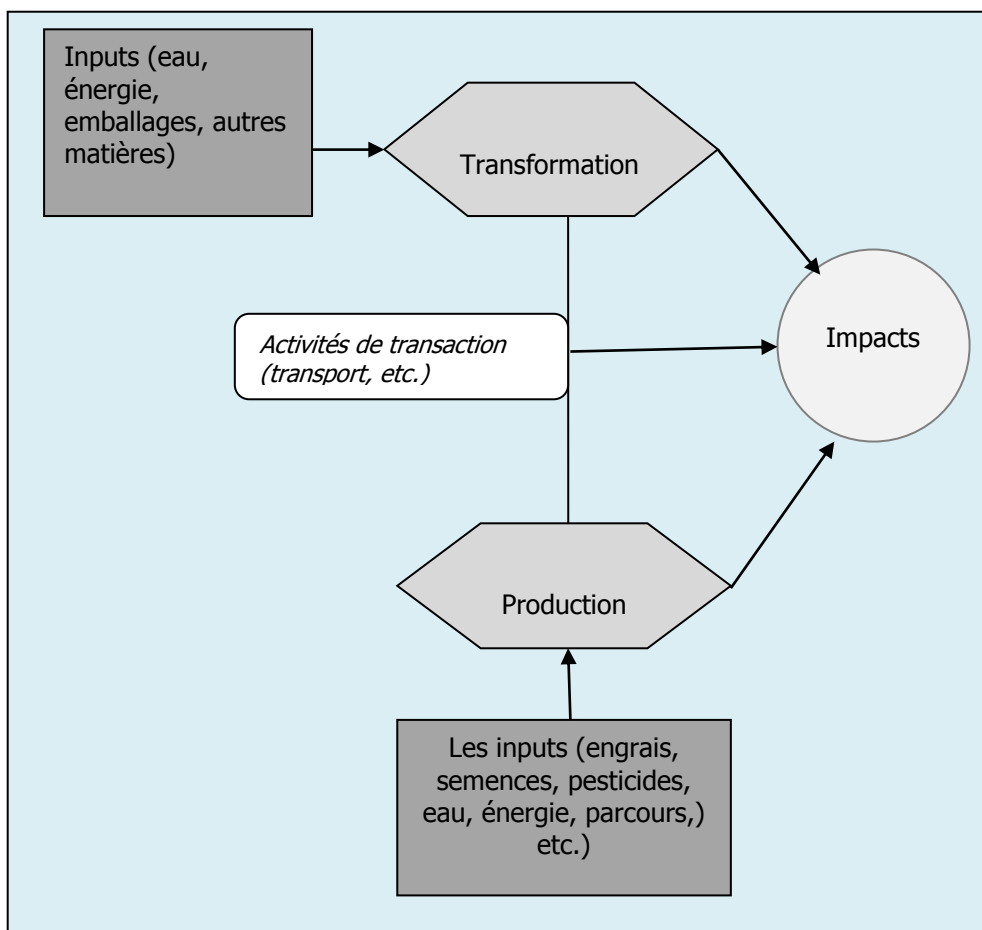 Inputs (eau,
énergie,
emballages, autres
matières)
Transformation
Activités de transaction
(transport, etc.)
Impacts
Production
Les inputs (engrais,
semences, pesticides,
eau, énergie, parcours,)
etc.)